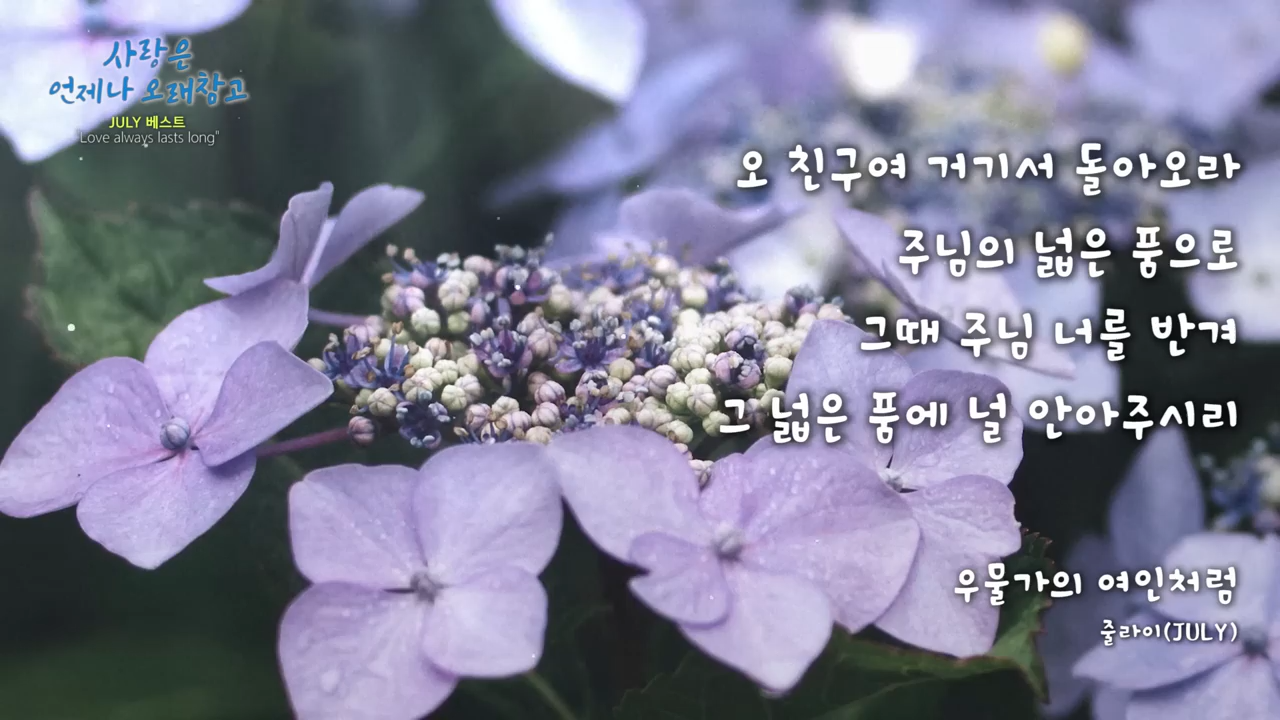 사랑은
언제나 오래참고
JULY 베스트
"Love always lasts long"
오 친구여 거기서 돌아오라
주님의 넓은 품으로
그때 주님 너를 반겨
그 넓은 품에 널 안아주시리
우물가의 여인처럼
줄라이(JULY)